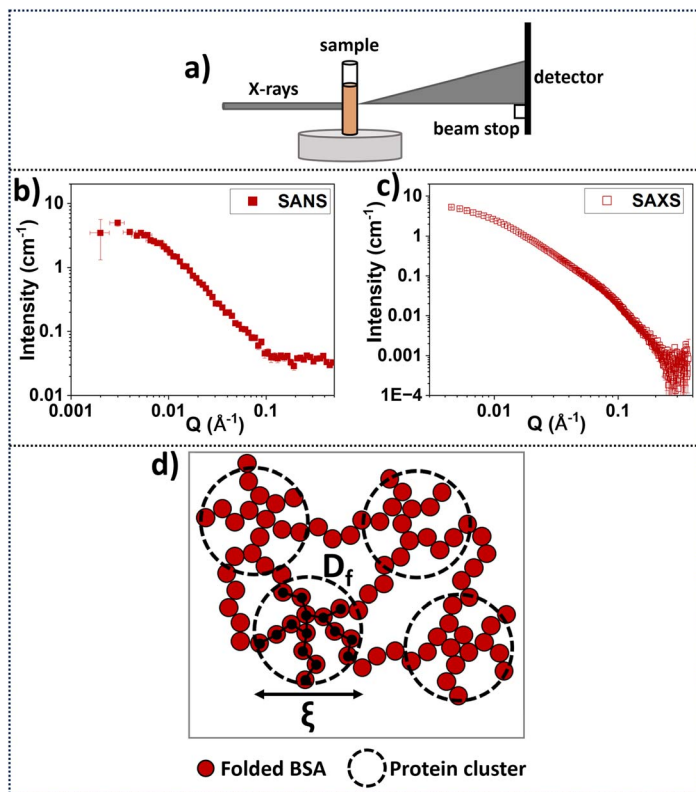 a)
sample
X-rays
detector
beam stop
b)
SANS
Intensity (cm⁻¹)
10
1
0.1
0.01
0.001 0.01 0.1
Q (Å⁻¹)
c)
SAXS
Intensity (cm⁻¹)
10
1
0.1
0.01
0.001
1E−4
0.01 0.1
Q (Å⁻¹)
d)
D_f
ξ
Folded BSA
Protein cluster